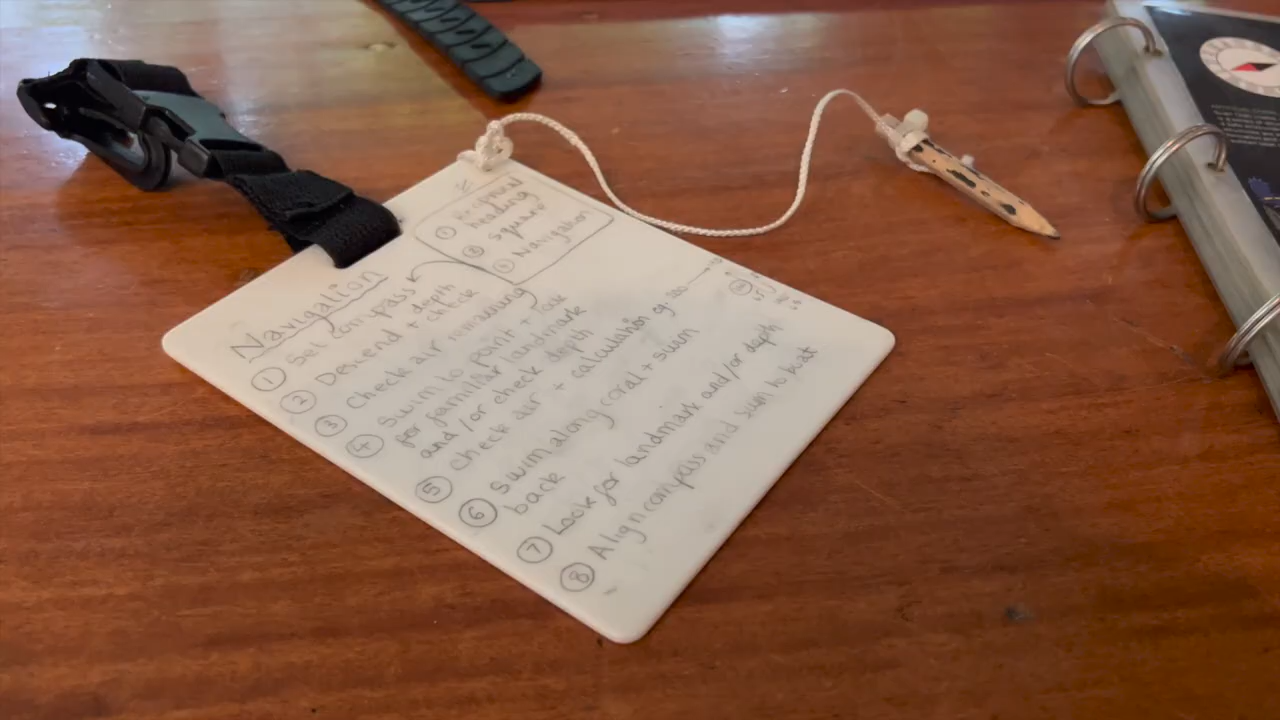 Navigation
① Set compass
② Descend + depth check
③ Check air remaining
④ Swim to point + look
for familiar landmark
and/or check depth
⑤ Check air + calculation eg. 200
⑥ Swim along coral + swim
back
⑦ Look for landmark and/or depth
⑧ Align compass and swim to boat
① Reciprocal
heading
② square
③ Navigation